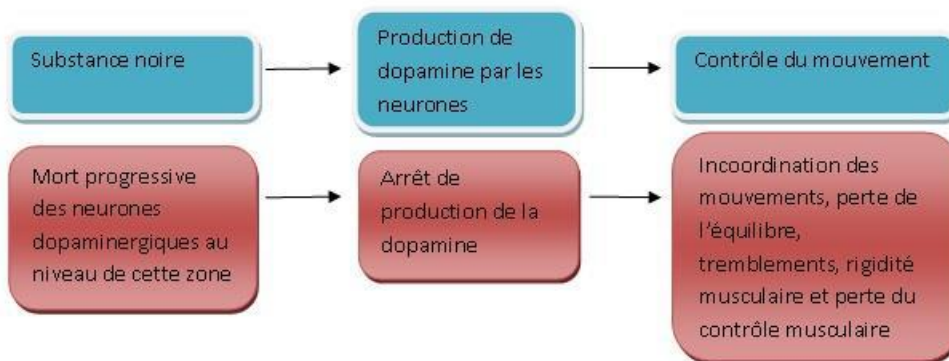 Substance noire
Production de
dopamine par les
neurones
Contrôle du mouvement
Mort progressive
des neurones
dopaminergiques au
niveau de cette zone
Arrêt de
production de la
dopamine
Incoordination des
mouvements, perte de
l'équilibre,
tremblements, rigidité
musculaire et perte du
contrôle musculaire